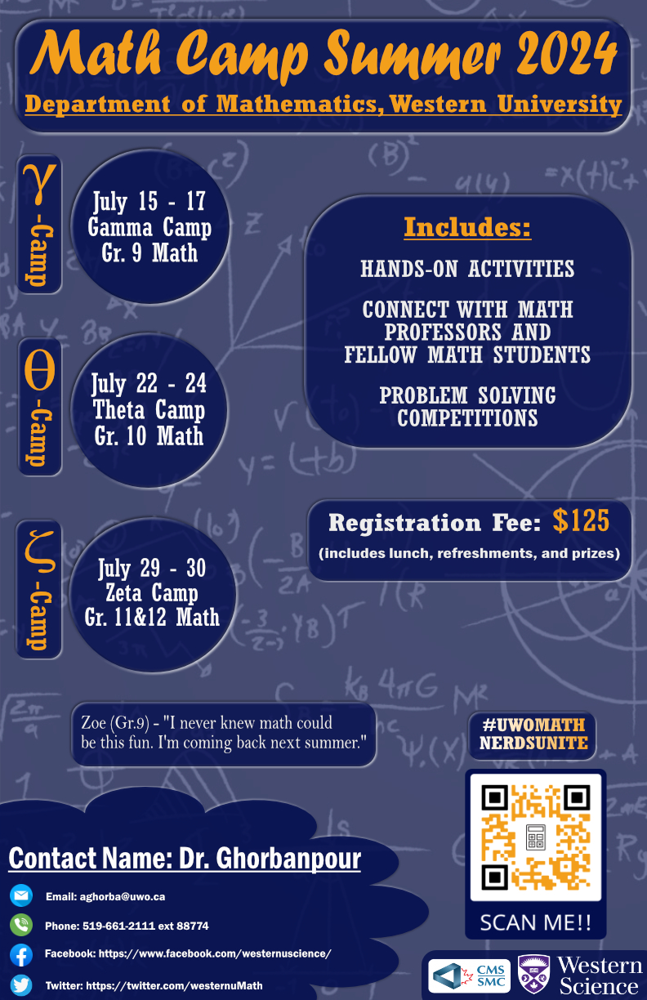 Math Camp Summer 2024
Department of Mathematics, Western University
γ-Camp
July 15 - 17
Gamma Camp
Gr. 9 Math
θ-Camp
July 22 - 24
Theta Camp
Gr. 10 Math
ζ-Camp
July 29 - 30
Zeta Camp
Gr. 11&12 Math
Includes:
HANDS-ON ACTIVITIES
CONNECT WITH MATH
PROFESSORS AND
FELLOW MATH STUDENTS
PROBLEM SOLVING
COMPETITIONS
Registration Fee: $125
(includes lunch, refreshments, and prizes)
Zoe (Gr.9) - "I never knew math could
be this fun. I'm coming back next summer."
#UWOMATH
NERDSUNITE
SCAN ME!!
Contact Name: Dr. Ghorbanpour
Email: aghorba@uwo.ca
Phone: 519-661-2111 ext 88774
Facebook: https://www.facebook.com/westernuscience/
Twitter: https://twitter.com/westernuMath
CMS
SMC
Western
Science